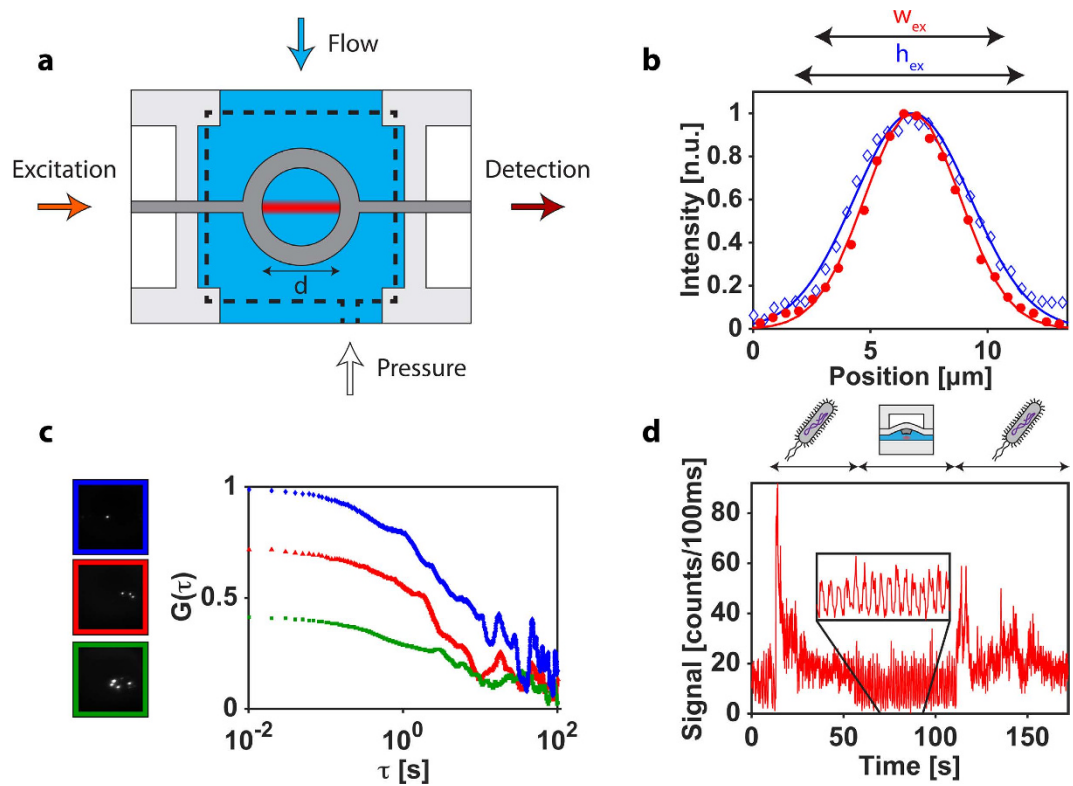 a
Flow
Excitation
Detection
d
Pressure
b
w_ex
h_ex
Intensity [n.u.]
1
0.8
0.6
0.4
0.2
0
0 5 10
Position [µm]
c
G(τ)
1
0.5
0
10⁻² 10⁰ 10²
τ [s]
d
Signal [counts/100ms]
80
60
40
20
0
0 50 100 150
Time [s]